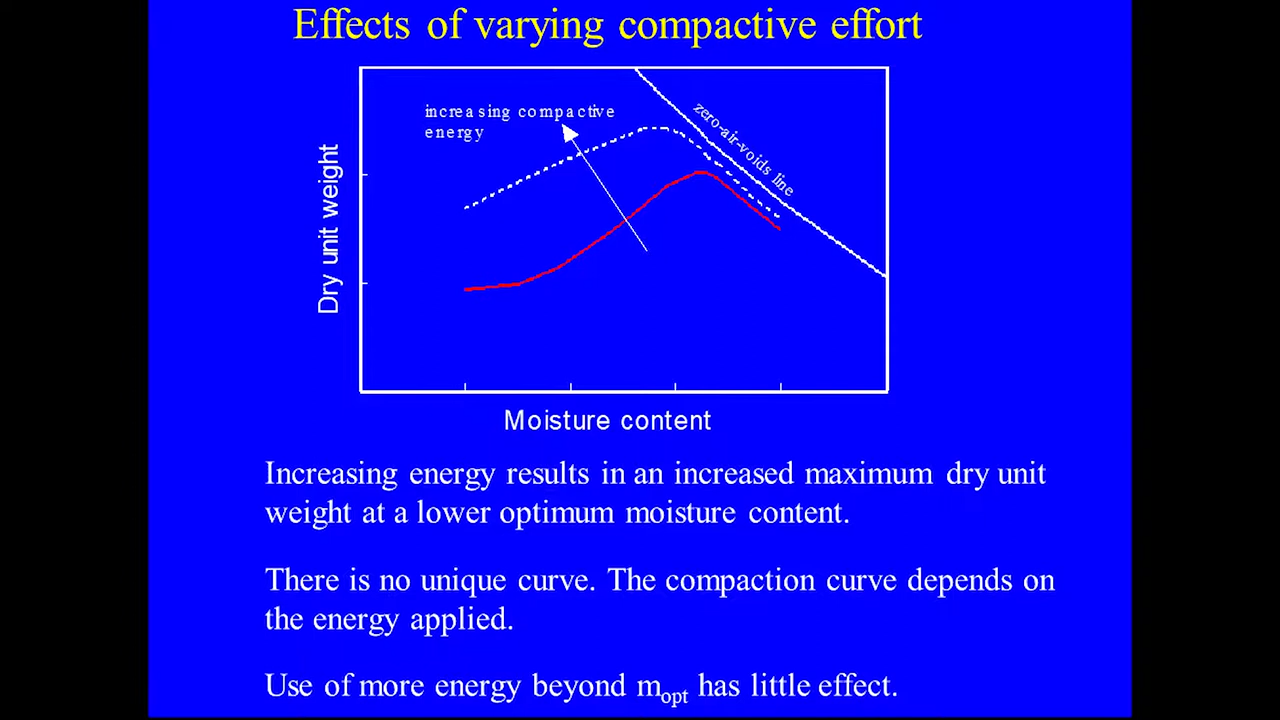 Effects of varying compactive effort
increasing compactive
energy
zero-air-voids line
Dry unit weight
Moisture content
Increasing energy results in an increased maximum dry unit
weight at a lower optimum moisture content.
There is no unique curve. The compaction curve depends on
the energy applied.
Use of more energy beyond mopt has little effect.